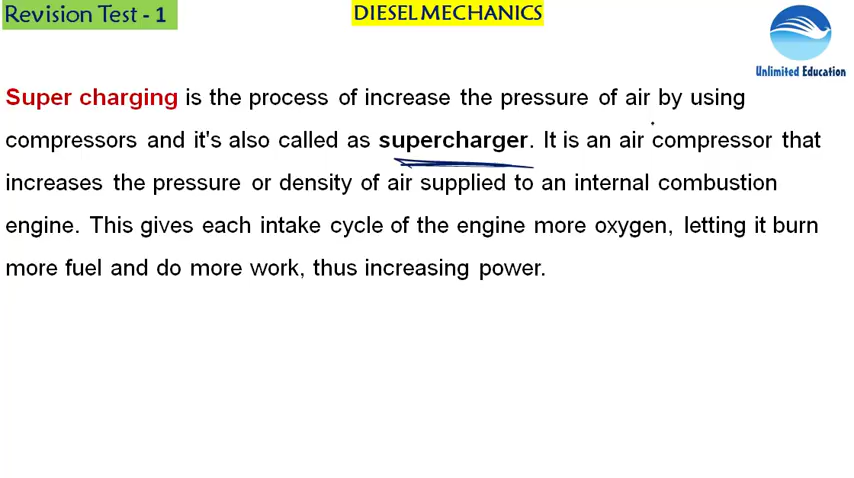 Revision Test - 1
DIESEL MECHANICS
Unlimited Education
Super charging is the process of increase the pressure of air by using
compressors and it's also called as supercharger. It is an air compressor that
increases the pressure or density of air supplied to an internal combustion
engine. This gives each intake cycle of the engine more oxygen, letting it burn
more fuel and do more work, thus increasing power.